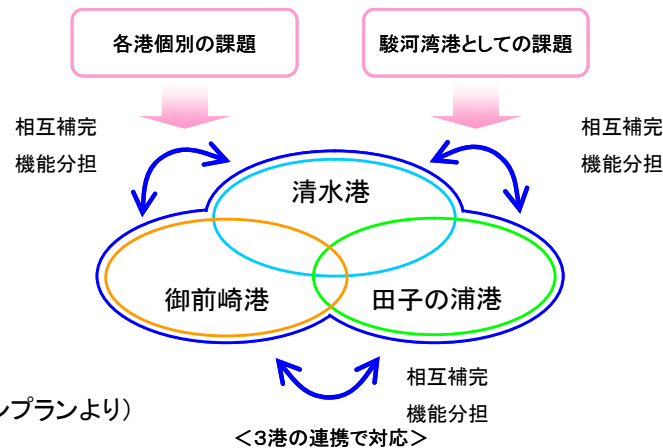 各港個別の課題
駿河湾港としての課題
相互補完
機能分担
相互補完
機能分担
清水港
御前崎港
田子の浦港
相互補完
機能分担
ンプランより)
＜３港の連携で対応＞